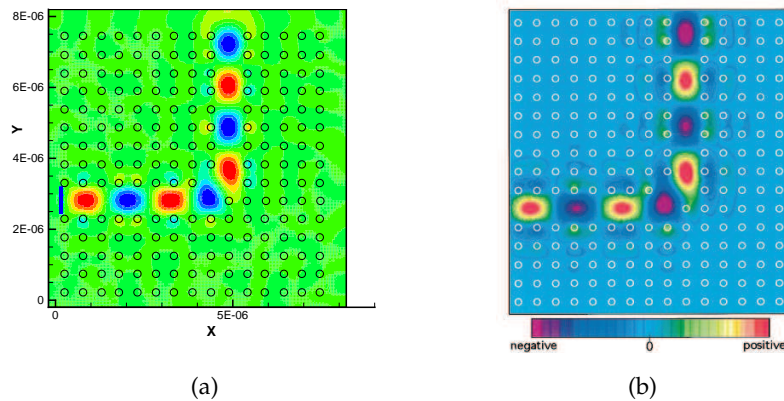 8E-06
6E-06
Y
4E-06
2E-06
0
0
5E-06
X
negative
0
positive
(a)
(b)